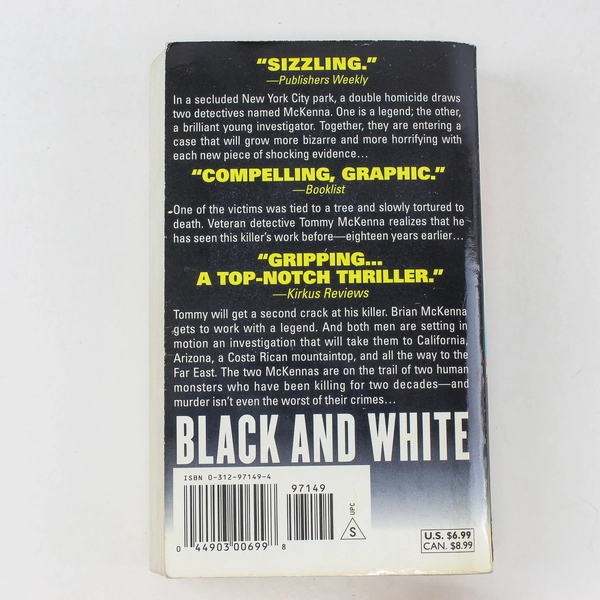 “SIZZLING.”
—Publishers Weekly
In a secluded New York City park, a double homicide draws
two detectives named McKenna. One is a legend; the other,
a brilliant young investigator. Together, they are entering a
case that will grow more bizarre and more horrifying with
each new piece of shocking evidence…
“COMPELLING, GRAPHIC.”
—Booklist
One of the victims was tied to a tree and slowly tortured to
death. Veteran detective Tommy McKenna realizes that he
has seen this killer’s work before—eighteen years earlier…
“GRIPPING…
A TOP-NOTCH THRILLER.”
—Kirkus Reviews
Tommy will get a second crack at his killer. Brian McKenna
gets to work with a legend. And both men are setting in
motion an investigation that will take them to California,
Arizona, a Costa Rican mountaintop, and all the way to the
Far East. The two McKennas are on the trail of two human
monsters who have been killing for two decades—and
murder isn’t even the worst of their crimes…
BLACK AND WHITE
ISBN 0-312-97149-4
97149
UPC
S
0 44903 00699 8
U.S. $6.99
CAN. $8.99